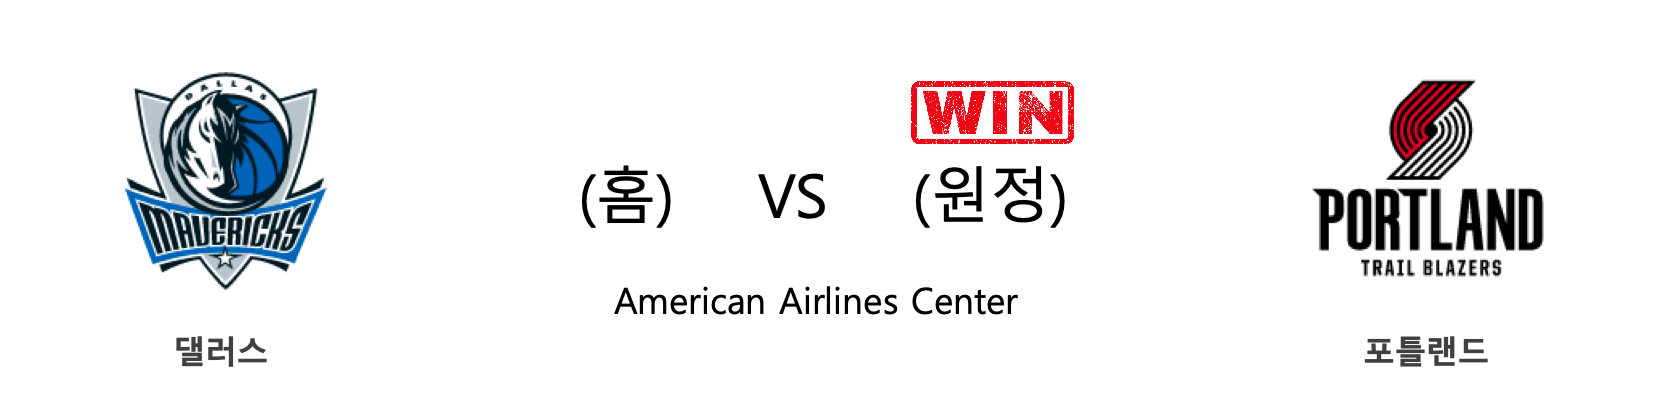 DALLAS
MAVERICKS
댈러스
WIN
(홈) VS (원정)
American Airlines Center
PORTLAND
TRAIL BLAZERS
포틀랜드